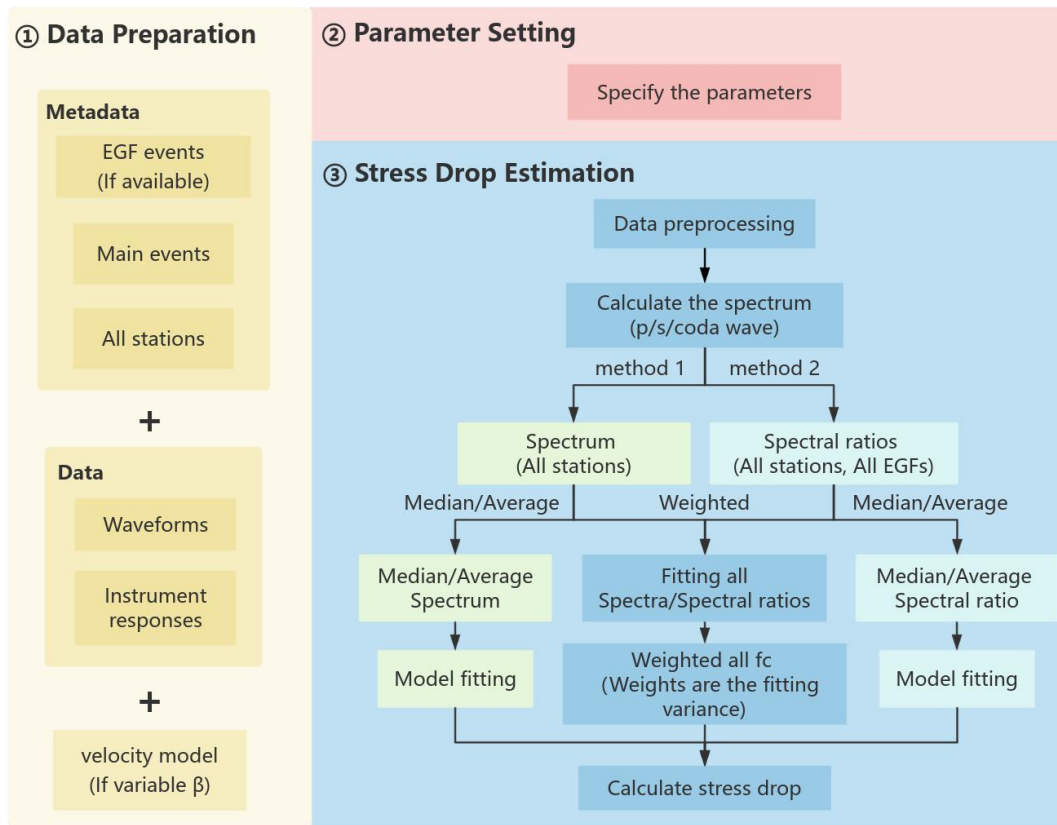 ① Data Preparation
Metadata
EGF events
(If available)
Main events
All stations
+
Data
Waveforms
Instrument
responses
+
velocity model
(If variable β)
② Parameter Setting
Specify the parameters
③ Stress Drop Estimation
Data preprocessing
Calculate the spectrum
(p/s/coda wave)
method 1
method 2
Spectrum
(All stations)
Spectral ratios
(All stations, All EGFs)
Median/Average
Weighted
Median/Average
Median/Average
Spectrum
Fitting all
Spectra/Spectral ratios
Median/Average
Spectral ratio
Model fitting
Weighted all fc
(Weights are the fitting
variance)
Model fitting
Calculate stress drop